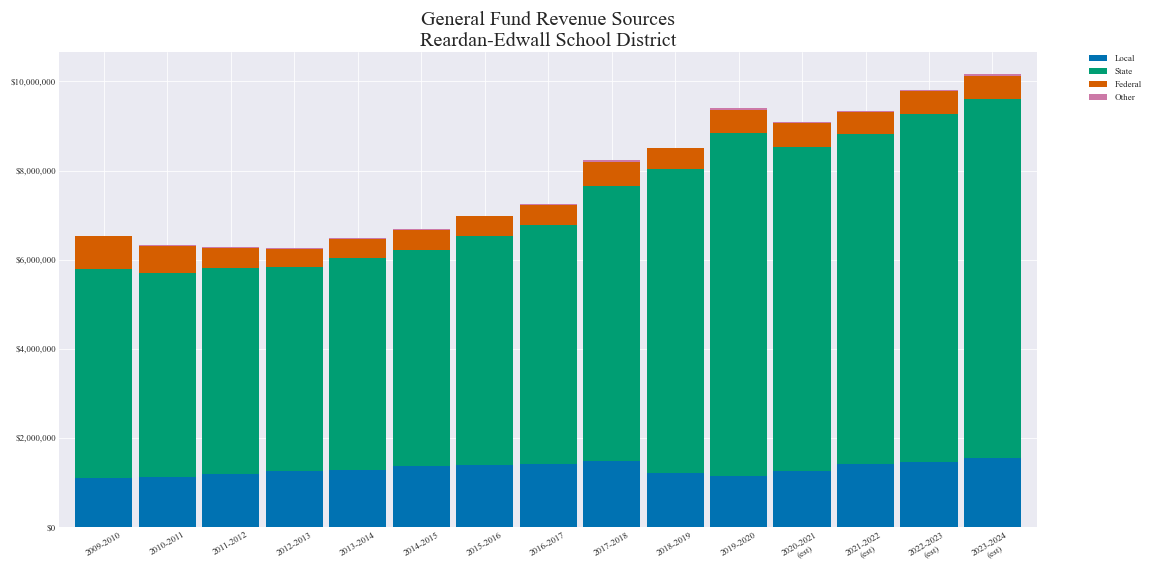 General Fund Revenue Sources
Reardan-Edwall School District
Local
State
Federal
Other
$10,000,000
$8,000,000
$6,000,000
$4,000,000
$2,000,000
$0
2009-2010
2010-2011
2011-2012
2012-2013
2013-2014
2014-2015
2015-2016
2016-2017
2017-2018
2018-2019
2019-2020
2020-2021
(est)
2021-2022
(est)
2022-2023
(est)
2023-2024
(est)